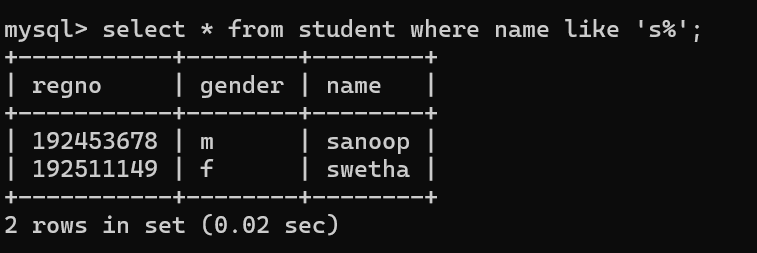 mysql> select * from student where name like 's%';
+-----------+--------+--------+
| regno     | gender | name   |
+-----------+--------+--------+
| 192453678 | m      | sanoop |
| 192511149 | f      | swetha |
+-----------+--------+--------+
2 rows in set (0.02 sec)